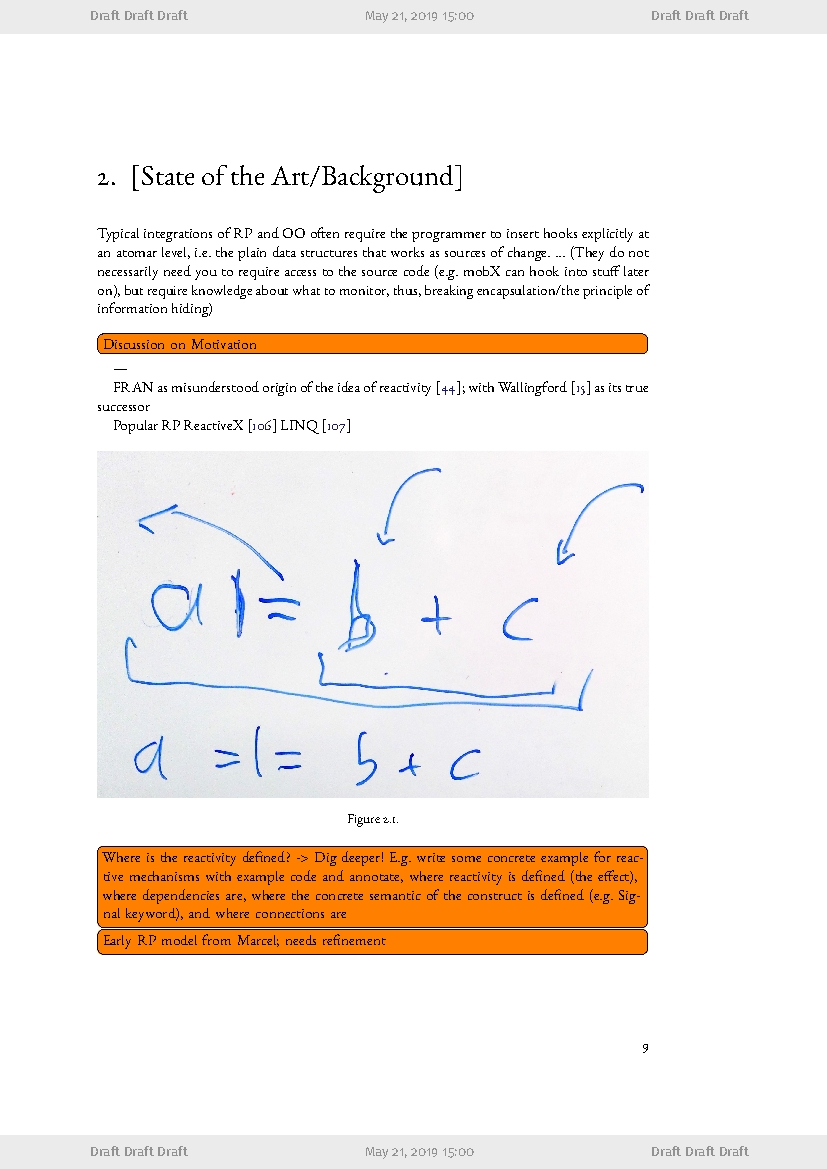 Draft Draft Draft May 21, 2019 15:00 Draft Draft Draft
2. [State of the Art/Background]
Typical integrations of RP and OO often require the programmer to insert hooks explicitly at
an atomar level, i.e. the plain data structures that works as sources of change. ... (They do not
necessarily need you to require access to the source code (e.g. mobX can hook into stuff later
on), but require knowledge about what to monitor, thus, breaking encapsulation/the principle of
information hiding)
Discussion on Motivation
—
FRAN as misunderstood origin of the idea of reactivity [44]; with Wallingford [15] as its true
successor
Popular RP ReactiveX [106] LINQ [107]
a |= b + c
a =|= b + c
Figure 2.1.
Where is the reactivity defined? -> Dig deeper! E.g. write some concrete example for reac-
tive mechanisms with example code and annotate, where reactivity is defined (the effect),
where dependencies are, where the concrete semantic of the construct is defined (e.g. Sig-
nal keyword), and where connections are
Early RP model from Marcel; needs refinement
9
Draft Draft Draft May 21, 2019 15:00 Draft Draft Draft